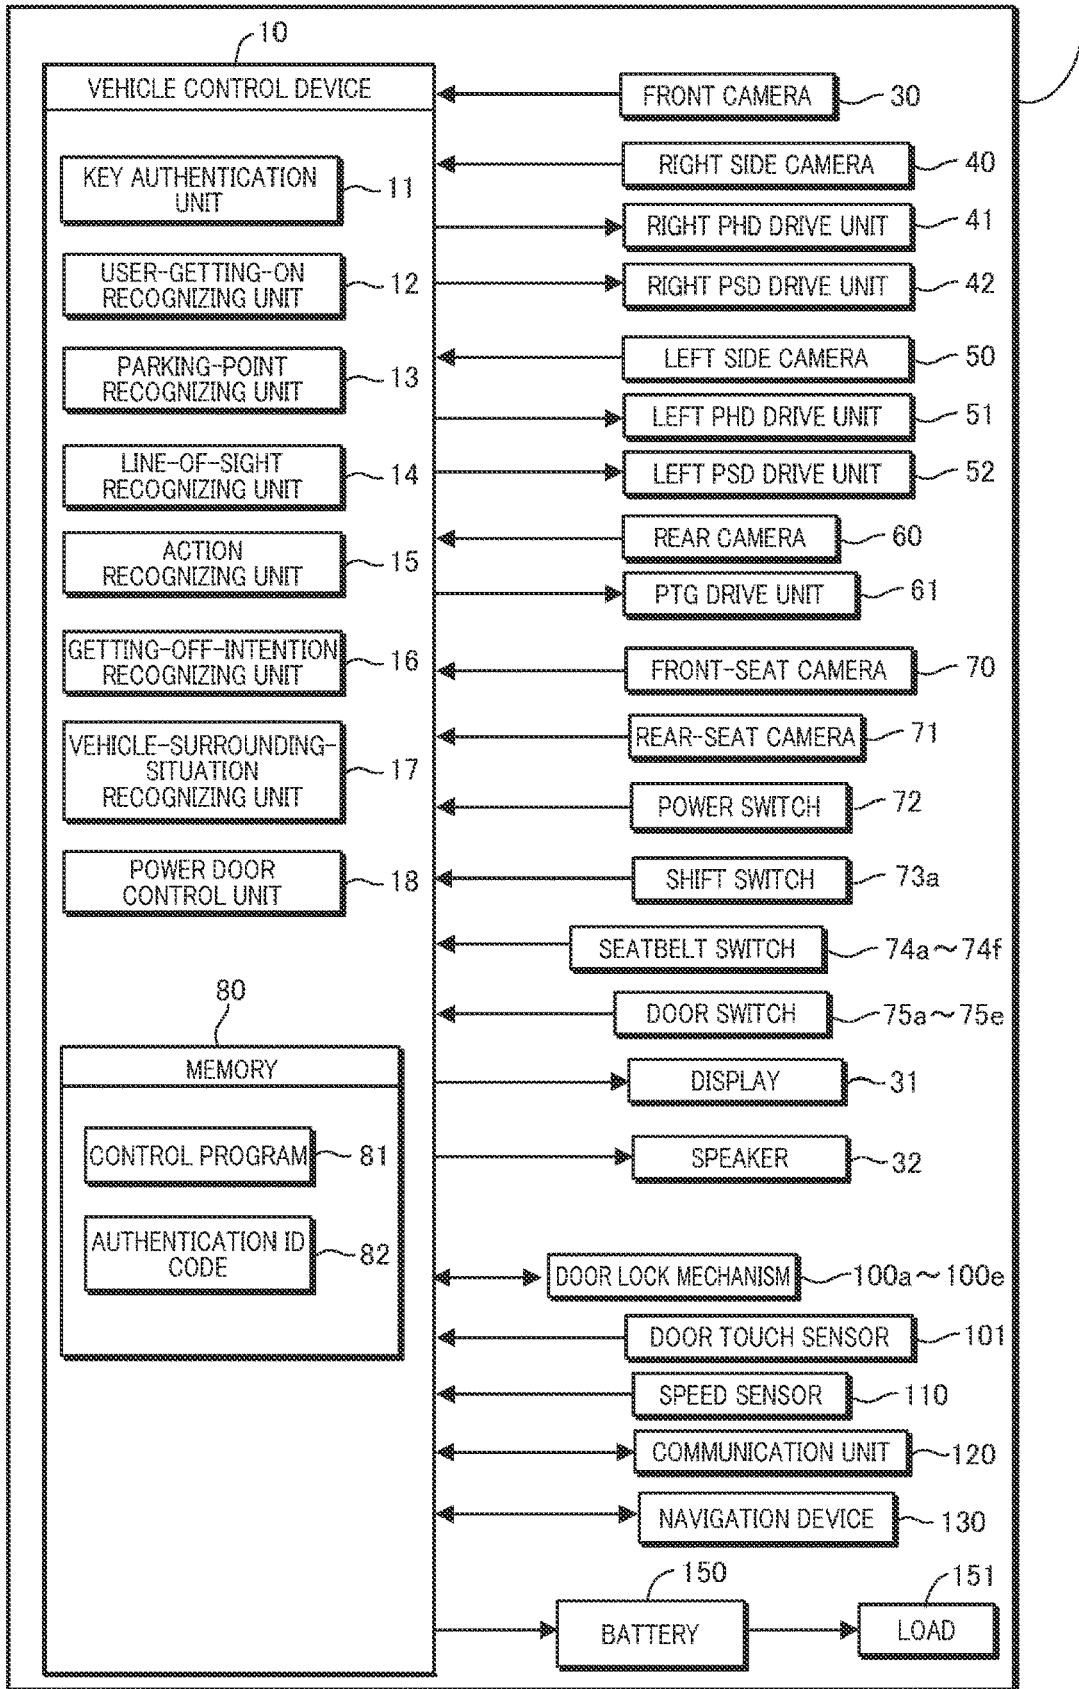 10
VEHICLE CONTROL DEVICE
KEY AUTHENTICATION
UNIT
11
USER-GETTING-ON
RECOGNIZING UNIT
12
PARKING-POINT
RECOGNIZING UNIT
13
LINE-OF-SIGHT
RECOGNIZING UNIT
14
ACTION
RECOGNIZING UNIT
15
GETTING-OFF-INTENTION
RECOGNIZING UNIT
16
VEHICLE-SURROUNDING-
SITUATION
RECOGNIZING UNIT
17
POWER DOOR
CONTROL UNIT
18
80
MEMORY
CONTROL PROGRAM
81
AUTHENTICATION ID
CODE
82
FRONT CAMERA
30
RIGHT SIDE CAMERA
40
RIGHT PHD DRIVE UNIT
41
RIGHT PSD DRIVE UNIT
42
LEFT SIDE CAMERA
50
LEFT PHD DRIVE UNIT
51
LEFT PSD DRIVE UNIT
52
REAR CAMERA
60
PTG DRIVE UNIT
61
FRONT-SEAT CAMERA
70
REAR-SEAT CAMERA
71
POWER SWITCH
72
SHIFT SWITCH
73a
SEATBELT SWITCH
74a～74f
DOOR SWITCH
75a～75e
DISPLAY
31
SPEAKER
32
DOOR LOCK MECHANISM
100a～100e
DOOR TOUCH SENSOR
101
SPEED SENSOR
110
COMMUNICATION UNIT
120
NAVIGATION DEVICE
130
150
BATTERY
151
LOAD